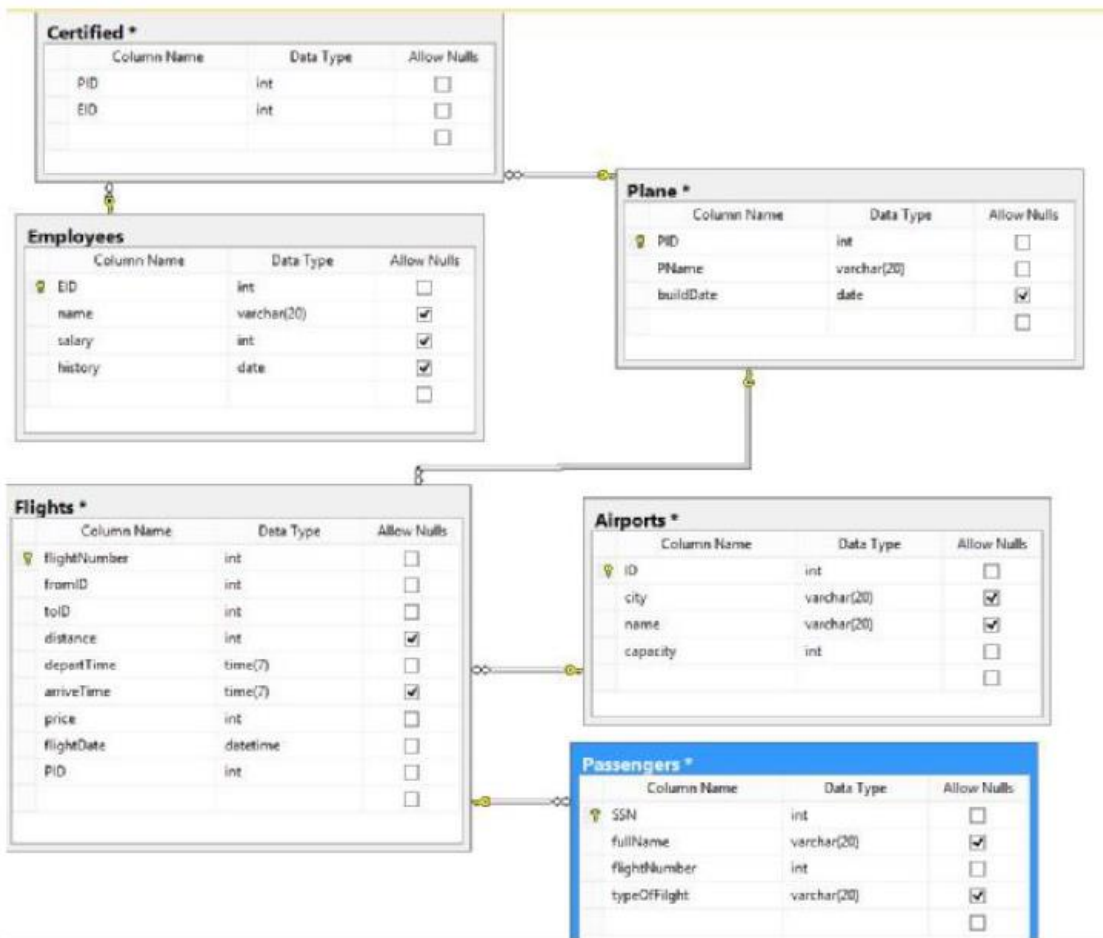 Certified *
Column Name Data Type Allow Nulls
PID int
EID int
Plane *
Column Name Data Type Allow Nulls
PID int
PName varchar(20)
buildDate date
Employees
Column Name Data Type Allow Nulls
EID int
name varchar(20)
salary int
history date
Flights *
Column Name Data Type Allow Nulls
flightNumber int
fromID int
toID int
distance int
departTime time(7)
arriveTime time(7)
price int
flightDate datetime
PID int
Airports *
Column Name Data Type Allow Nulls
ID int
city varchar(20)
name varchar(20)
capacity int
Passengers *
Column Name Data Type Allow Nulls
SSN int
fullName varchar(20)
flightNumber int
typeOfFilght varchar(20)